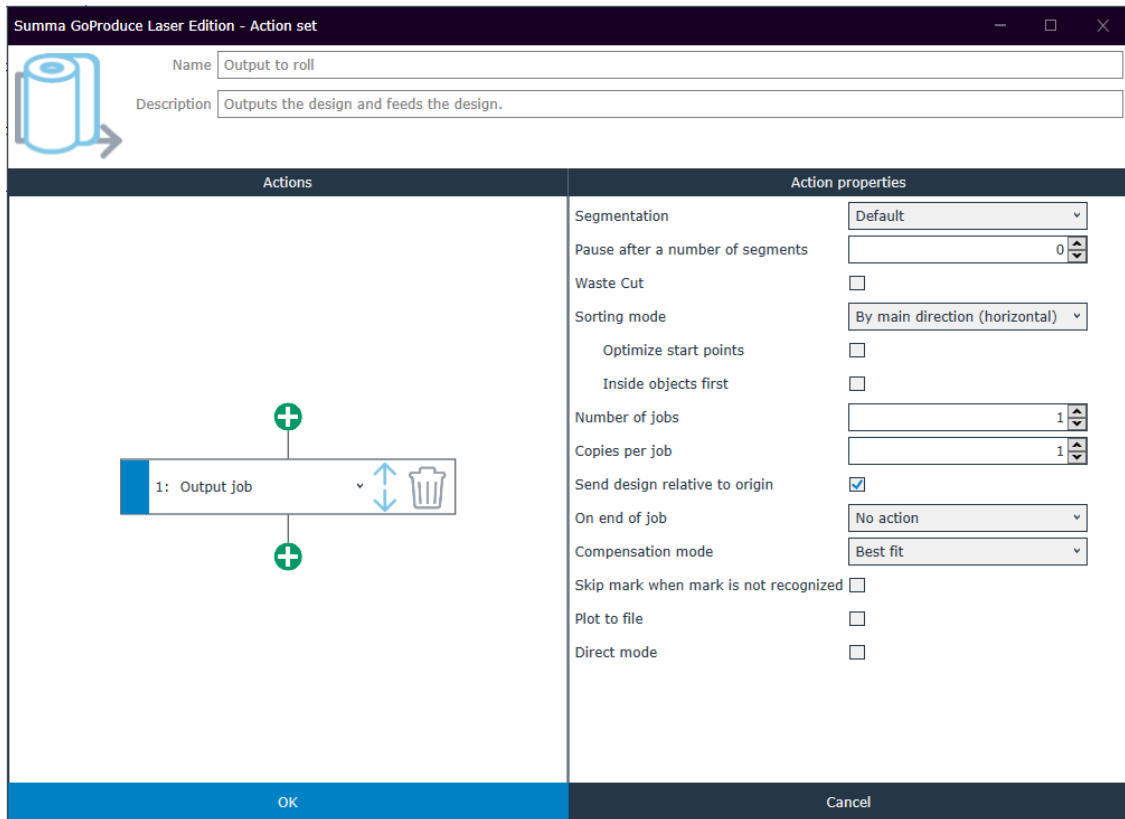 Summa GoProduce Laser Edition - Action set
Name Output to roll
Description Outputs the design and feeds the design.
Actions
Action properties
1: Output job
Segmentation Default
Pause after a number of segments 0
Waste Cut
Sorting mode By main direction (horizontal)
Optimize start points
Inside objects first
Number of jobs 1
Copies per job 1
Send design relative to origin
On end of job No action
Compensation mode Best fit
Skip mark when mark is not recognized
Plot to file
Direct mode
OK
Cancel